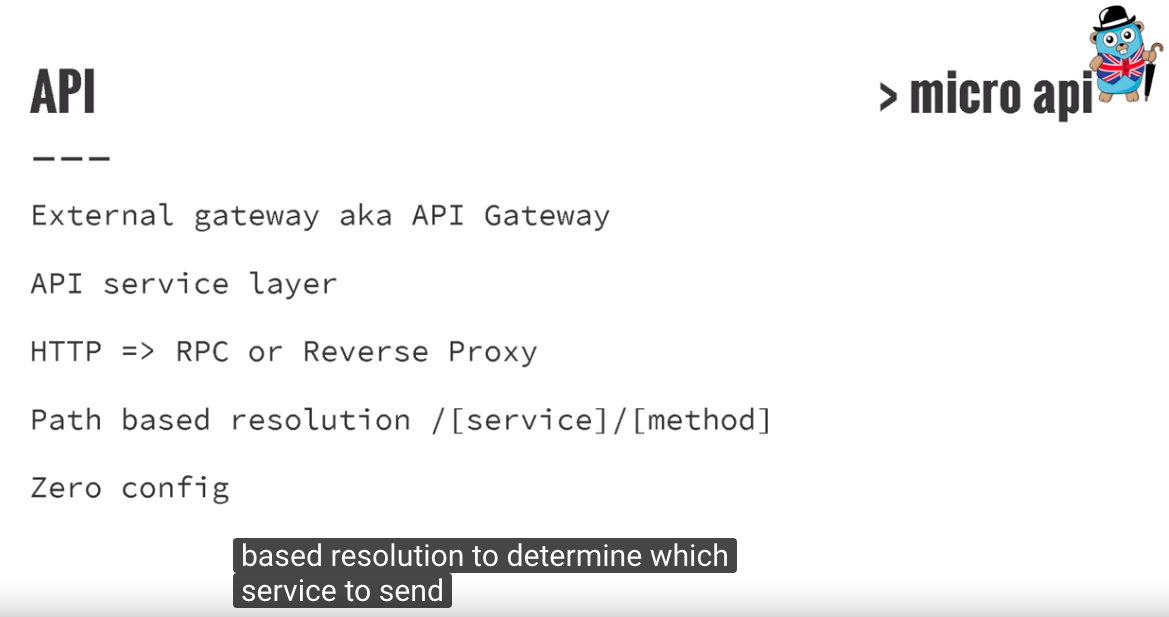 API
> micro api
---
External gateway aka API Gateway
API service layer
HTTP => RPC or Reverse Proxy
Path based resolution /[service]/[method]
Zero config
based resolution to determine which
service to send